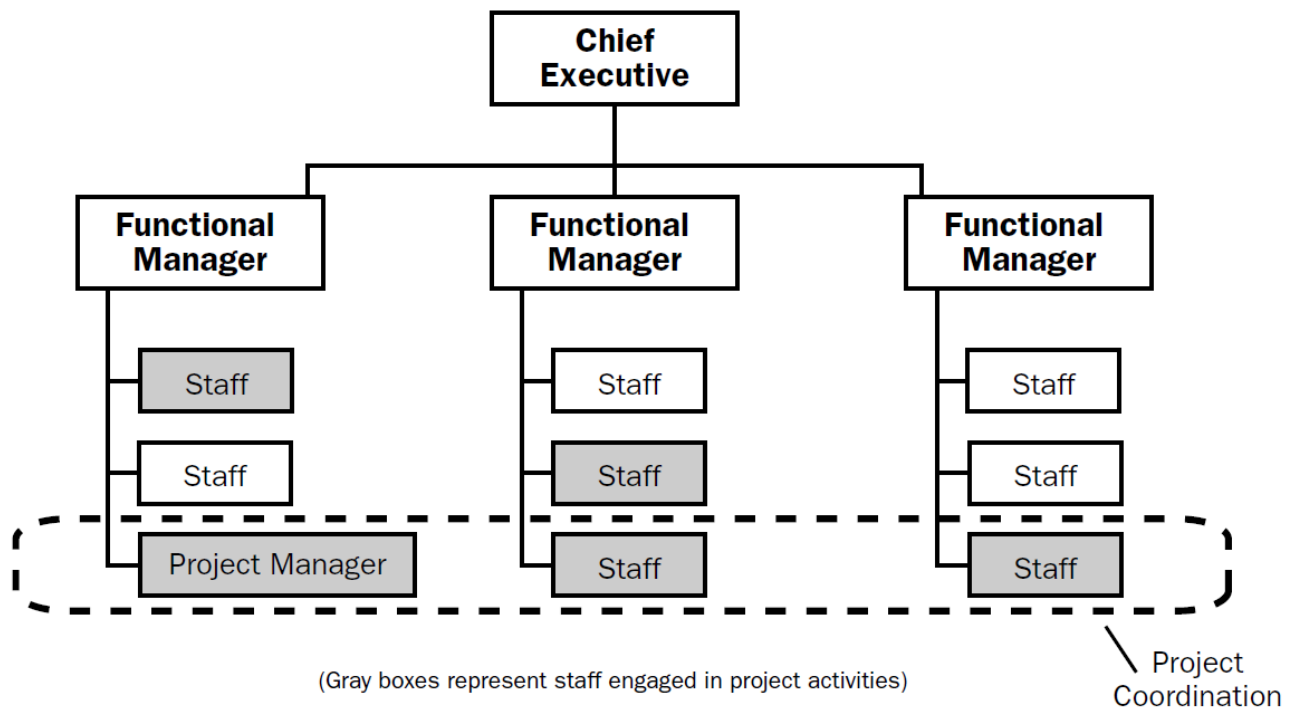 Chief
Executive
Functional
Manager
Functional
Manager
Functional
Manager
Staff
Staff
Staff
Staff
Staff
Staff
Project Manager
Staff
Staff
(Gray boxes represent staff engaged in project activities)
Project
Coordination